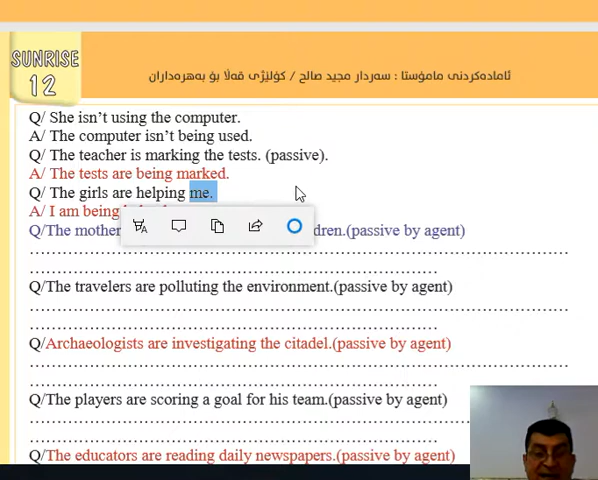 SUNRISE
12
ئامادەکردنی مامۆستا : سەردار مجید صالح / کۆلێژی قەڵا بۆ بەهرەداران
Q/ She isn't using the computer.
A/ The computer isn't being used.
Q/ The teacher is marking the tests. (passive).
A/ The tests are being marked.
Q/ The girls are helping me.
A/ I am being
Q/The mother dren.(passive by agent)
Q/The travelers are polluting the environment.(passive by agent)
Q/Archaeologists are investigating the citadel.(passive by agent)
Q/The players are scoring a goal for his team.(passive by agent)
Q/The educators are reading daily newspapers.(passive by agent)